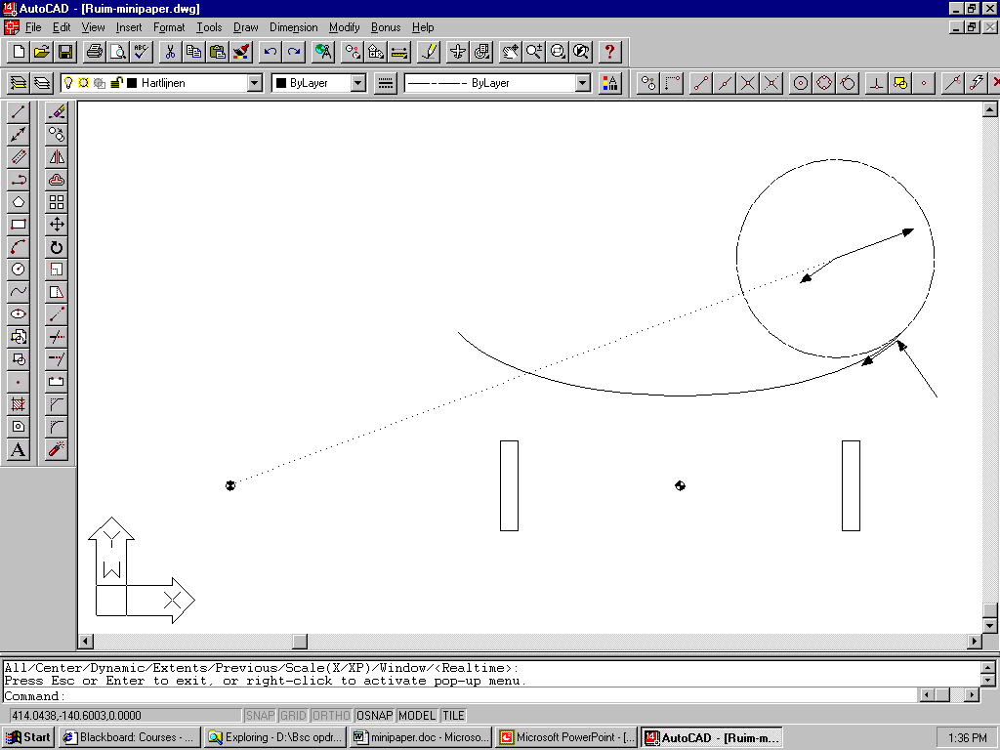 AutoCAD - [Ruim-minipaper.dwg]
File Edit View Insert Format Tools Draw Dimension Modify Bonus Help
ABC
Hartlijnen ByLayer ByLayer
A
Y
W
X
All/Center/Dynamic/Extents/Previous/Scale(X/XP)/Window/<Realtime>:
Press Esc or Enter to exit, or right-click to activate pop-up menu.
Command:
414.0438,-140.6003,0.0000 SNAP GRID ORTHO OSNAP MODEL TILE
Start Blackboard: Courses - ... Exploring - D:\Bsc opdr... minipaper.doc - Microso... Microsoft PowerPoint - [... AutoCAD - [Ruim-m... 1:36 PM